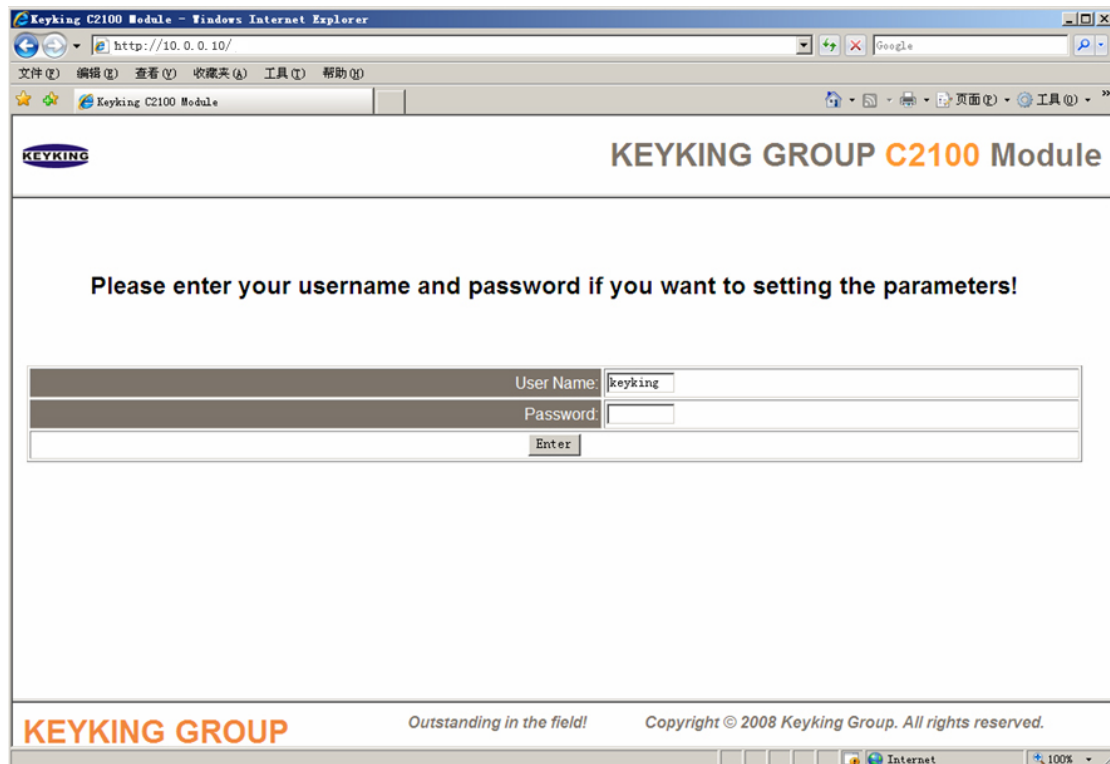 Keyking C2100 Module - Windows Internet Explorer
http://10.0.0.10/
Google
文件(F) 编辑(E) 查看(V) 收藏夹(A) 工具(T) 帮助(H)
Keyking C2100 Module
页面(P) 工具(O) »
KEYKING
KEYKING GROUP C2100 Module
Please enter your username and password if you want to setting the parameters!
User Name: keyking
Password:
Enter
KEYKING GROUP
Outstanding in the field!
Copyright © 2008 Keyking Group. All rights reserved.
Internet
100%